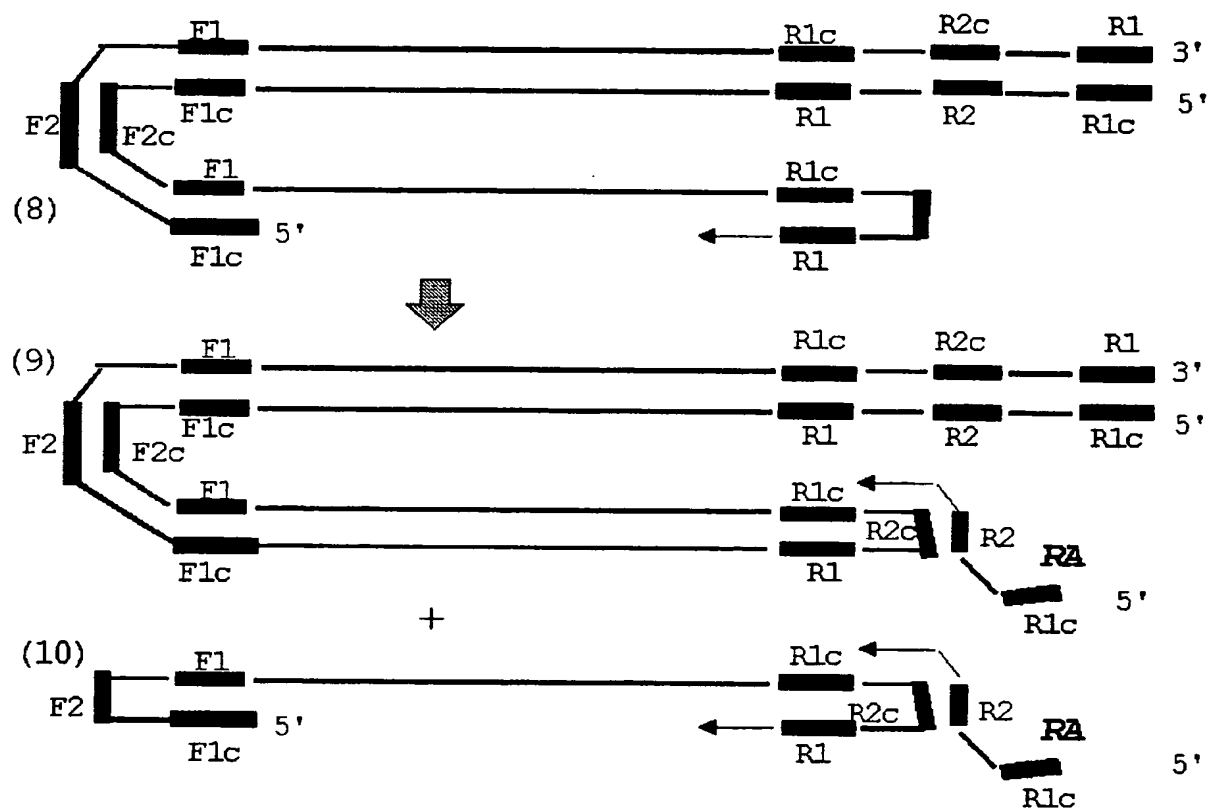 F1 R1c R2c R1
3'
F2 F1c R1 R2 R1c 5'
F2c
F1 R1c
(8)
5'
F1c R1
(9)
F1 R1c R2c R1
3'
F2 F2c F1c R1 R2 R1c 5'
F1 R1c
R2c R2 RA
F1c R1 R1c 5'
+
(10)
F1 R1c
F2 5' R2c R2 RA
F1c R1 5'
R1c